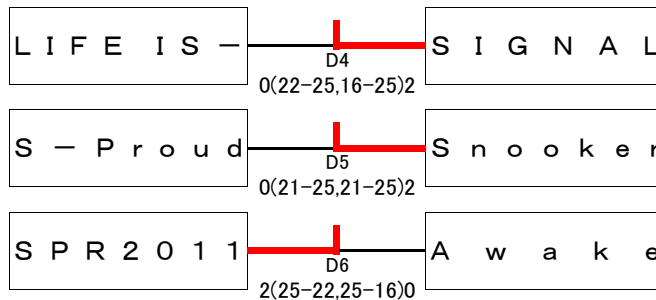 LIFE IS－ SIGNAL
D4
0(22-25,16-25)2
S－Proud Snooker
D5
0(21-25,21-25)2
SPR2011 Awake
D6
2(25-22,25-16)0